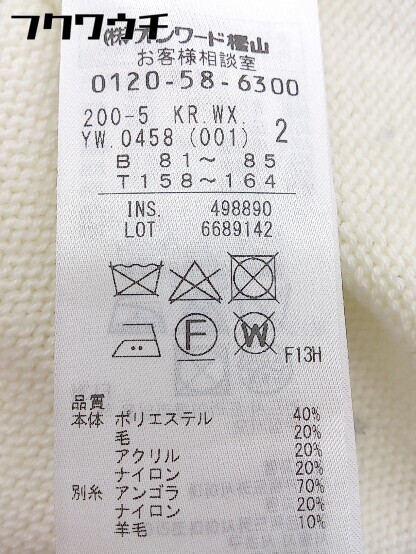 フクワウチ
(株)オンワード樫山
お客様相談室
0120-58-6300
200-5 KR.WX.
YW.0458 (001) 2
B 81～ 85
T158～164
INS. 498890
LOT 6689142
F W F13H
品質
本体 ポリエステル 40%
毛 20%
アクリル 20%
ナイロン 20%
別糸 アンゴラ 70%
ナイロン 20%
羊毛 10%